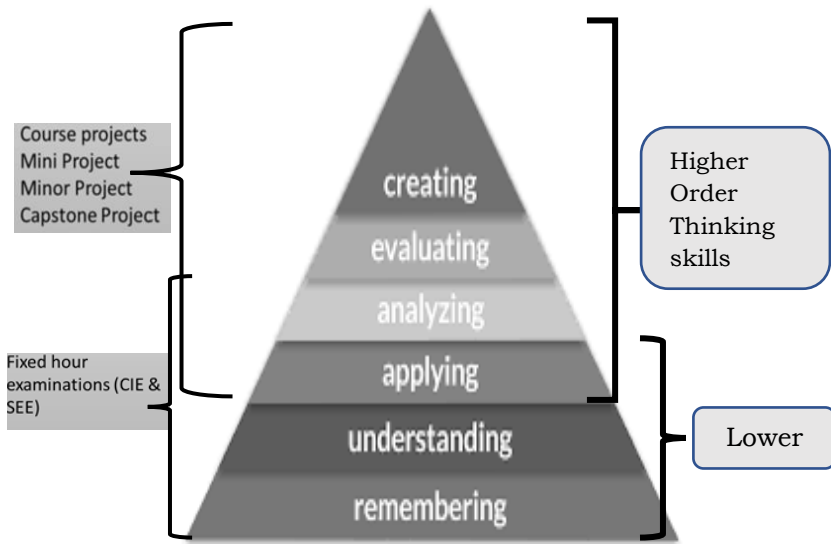 Course projects
Mini Project
Minor Project
Capstone Project
Fixed hour
examinations (CIE &
SEE)
creating
evaluating
analyzing
applying
understanding
remembering
Higher
Order
Thinking
skills
Lower